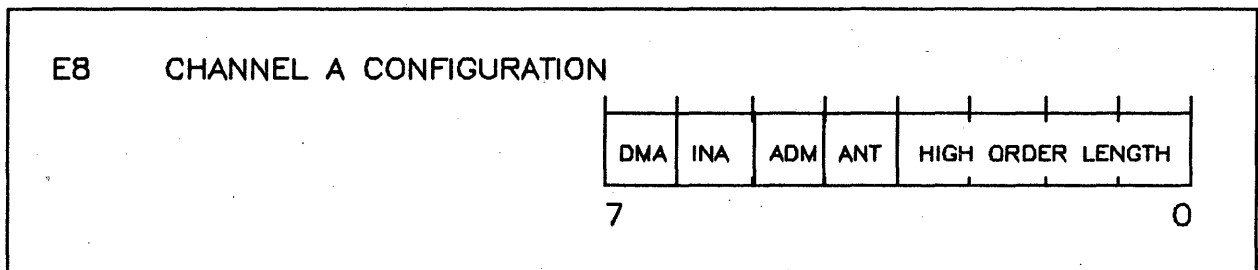 E8 CHANNEL A CONFIGURATION
DMA INA ADM ANT HIGH ORDER LENGTH
7 0